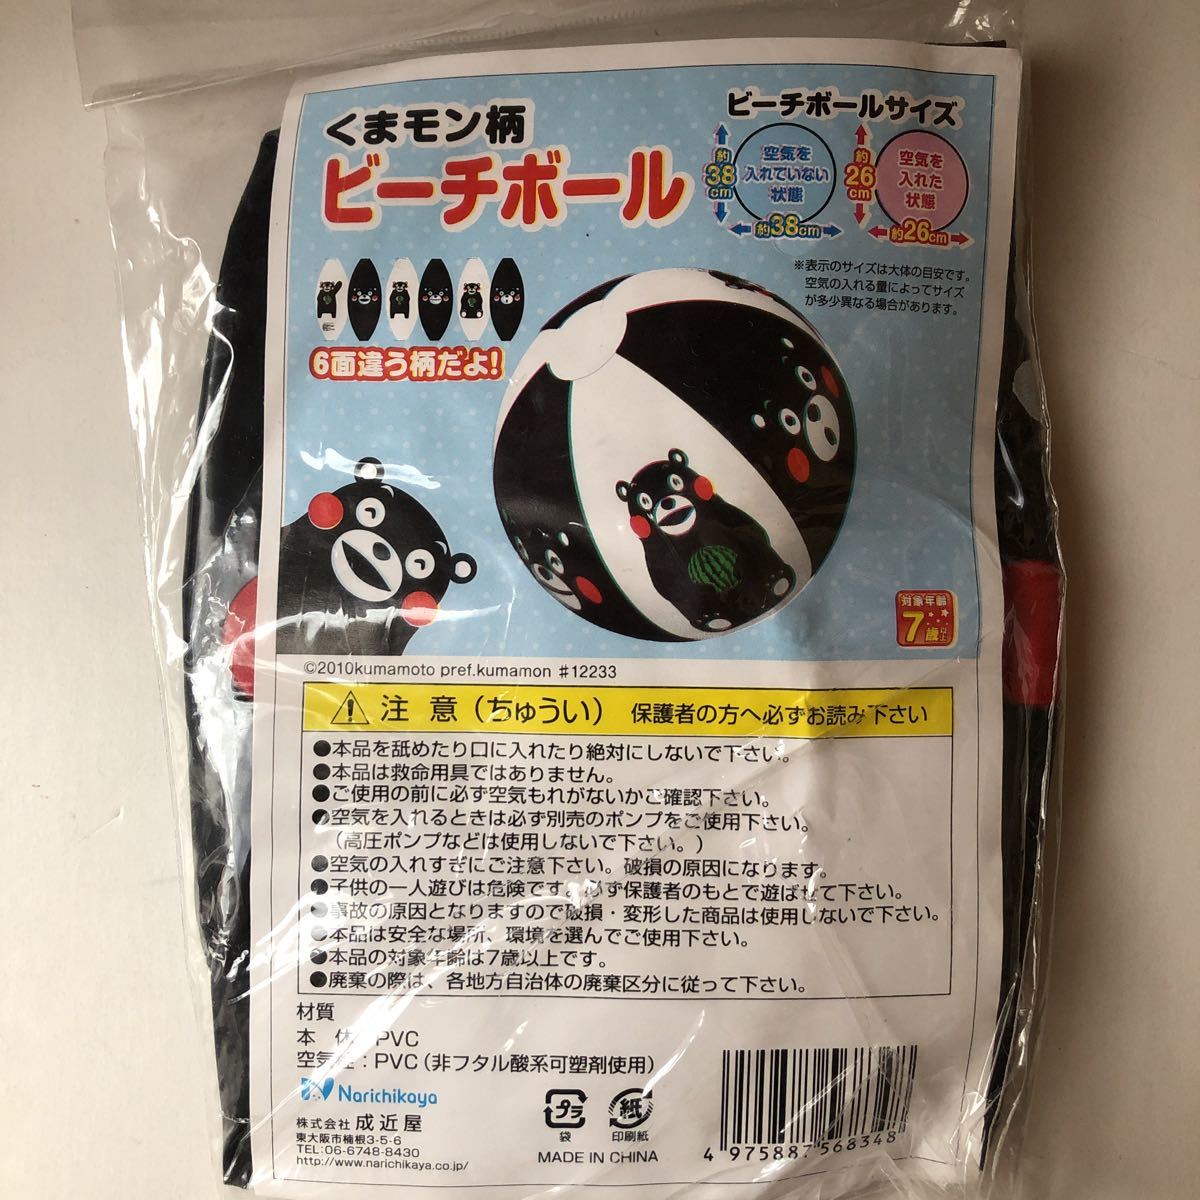 くまモン柄
ビーチボール
ビーチボールサイズ
約38cm
空気を
入れていない
状態
約38cm
約26cm
空気を
入れた
状態
約26cm
※表示のサイズは大体の目安です。
空気の入れる量によってサイズ
が多少異なる場合があります。
6面違う柄だよ!
対象年齢
7歳以上
©2010kumamoto pref.kumamon #12233
注意（ちゅうい） 保護者の方へ必ずお読み下さい
●本品を舐めたり口に入れたり絶対にしないで下さい。
●本品は救命用具ではありません。
●ご使用の前に必ず空気もれがないかご確認下さい。
●空気を入れるときは必ず別売のポンプをご使用下さい。
（高圧ポンプなどは使用しないで下さい。）
●空気の入れすぎにご注意下さい。破損の原因になります。
●子供の一人遊びは危険です。必ず保護者のもとで遊ばせて下さい。
●事故の原因となりますので破損・変形した商品は使用しないで下さい。
●本品は安全な場所、環境を選んでご使用下さい。
●本品の対象年齢は7歳以上です。
●廃棄の際は、各地方自治体の廃棄区分に従って下さい。
材質
本 体：PVC
空気栓：PVC（非フタル酸系可塑剤使用）
Narichikaya
株式会社 成近屋
東大阪市楠根3-5-6
TEL:06-6748-8430
http://www.narichikaya.co.jp/
プラ
袋
紙
印刷紙
MADE IN CHINA
4 975887 568348